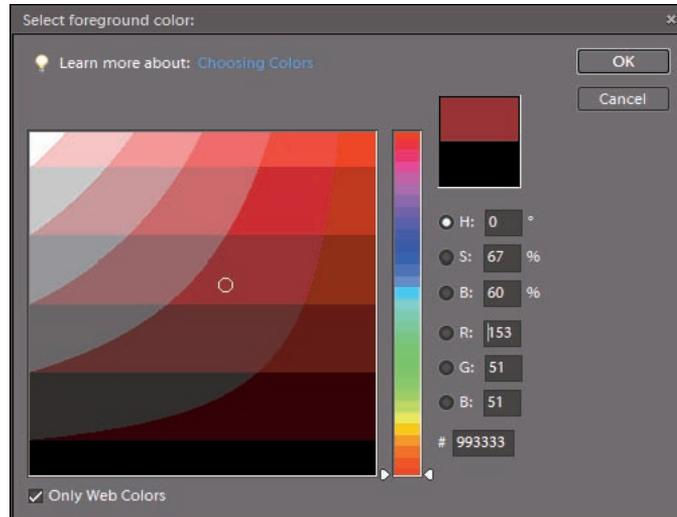 Select foreground color:
Learn more about: Choosing Colors
OK
Cancel
H: 0 °
S: 67 %
B: 60 %
R: 153
G: 51
B: 51
# 993333
Only Web Colors